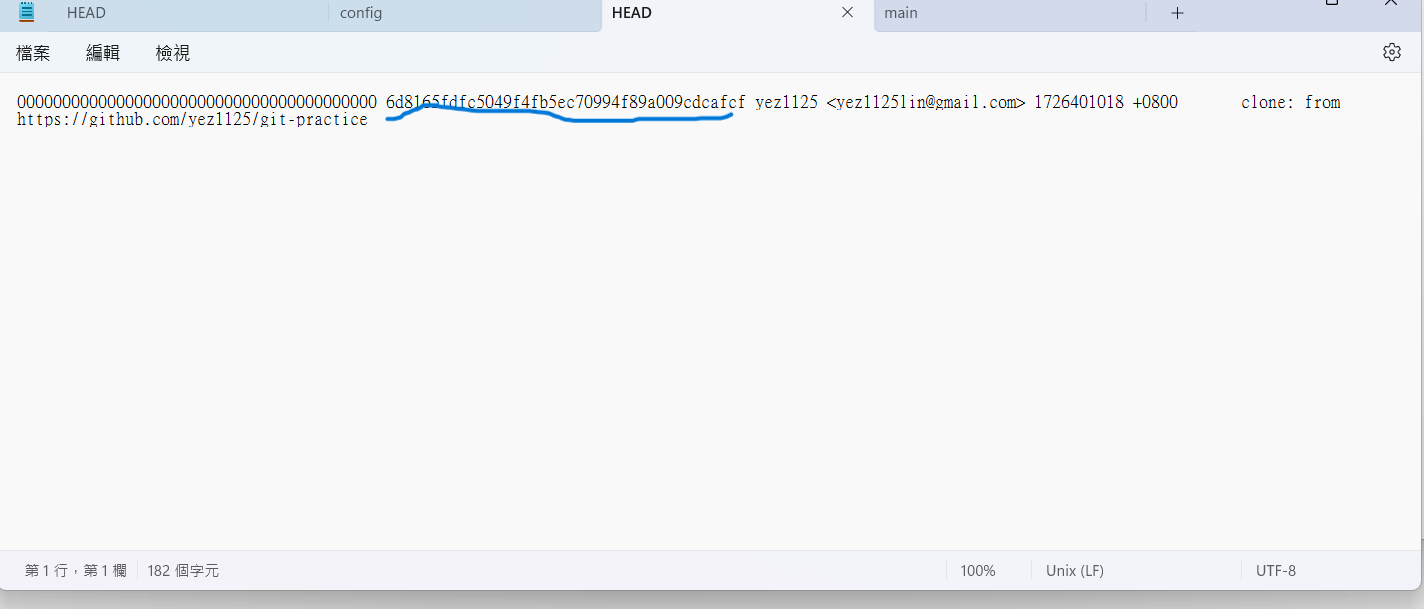 HEAD config HEAD main
檔案 編輯 檢視
0000000000000000000000000000000000000000 6d8165fdfc5049f4fb5ec70994f89a009cdcafcf yez1125 <yez1125lin@gmail.com> 1726401018 +0800 clone: from
https://github.com/yez1125/git-practice
第 1 行，第 1 欄 182 個字元 100% Unix (LF) UTF-8